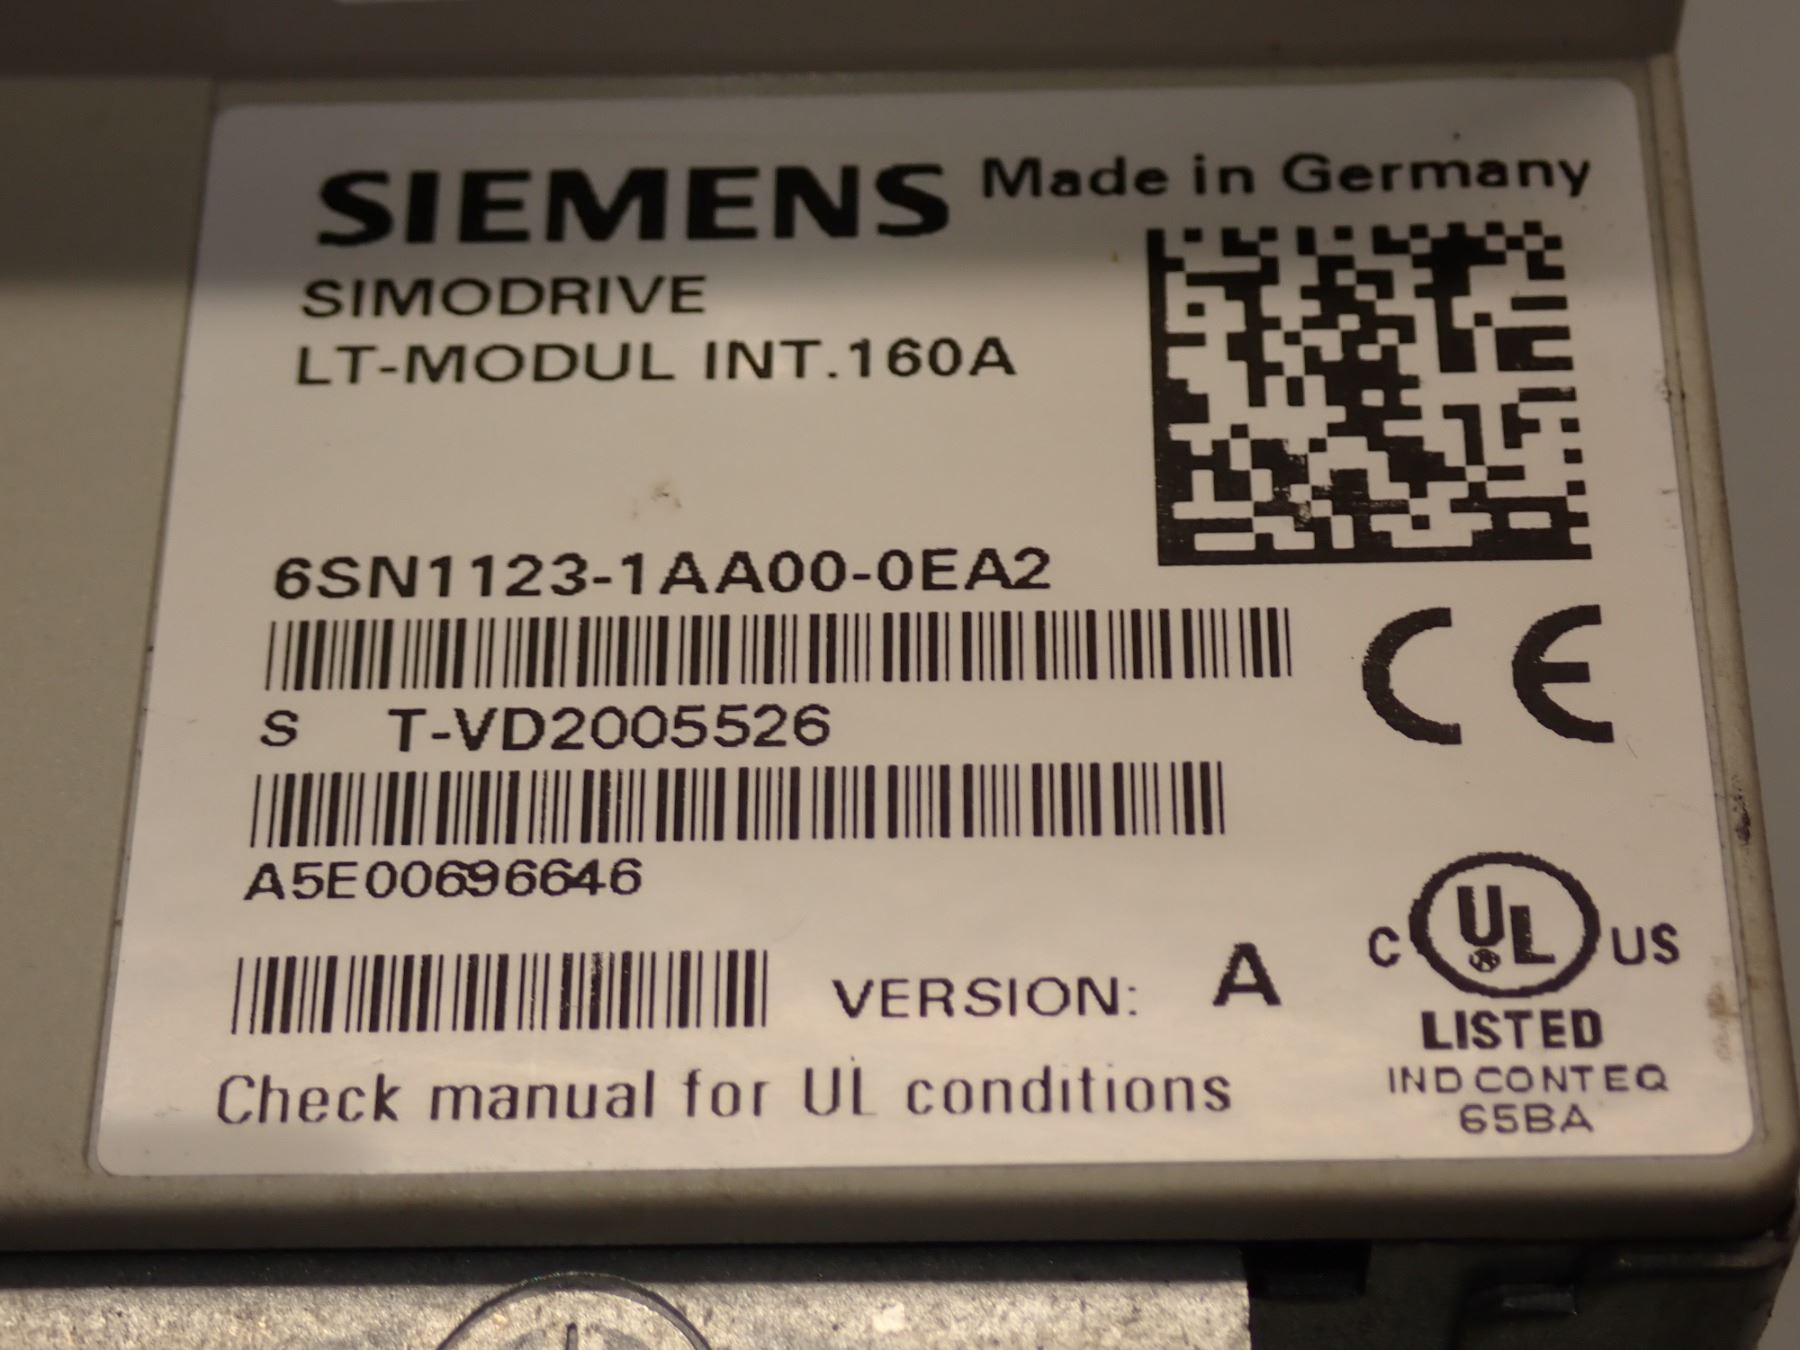 SIEMENS Made in Germany
SIMODRIVE
LT-MODUL INT.160A
6SN1123-1AA00-0EA2
S T-VD2005526
A5E00696646
VERSION: A
Check manual for UL conditions
C UL US
LISTED
IND CONT EQ
65BA
CE